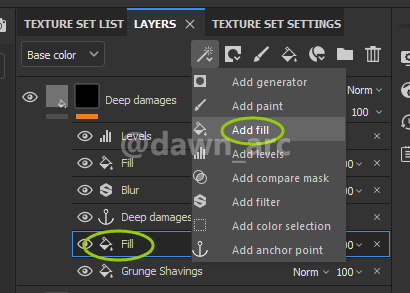 TEXTURE SET LIST LAYERS × TEXTURE SET SETTINGS
Base color
Add generator
Deep damages Norm
Add paint 100
Add fill
Levels
@dawn_arc
Fill Add levels 00
Blur Add compare mask
Add filter
Deep damages Add color selection
Fill Add anchor point 00
Grunge Shavings Norm 100